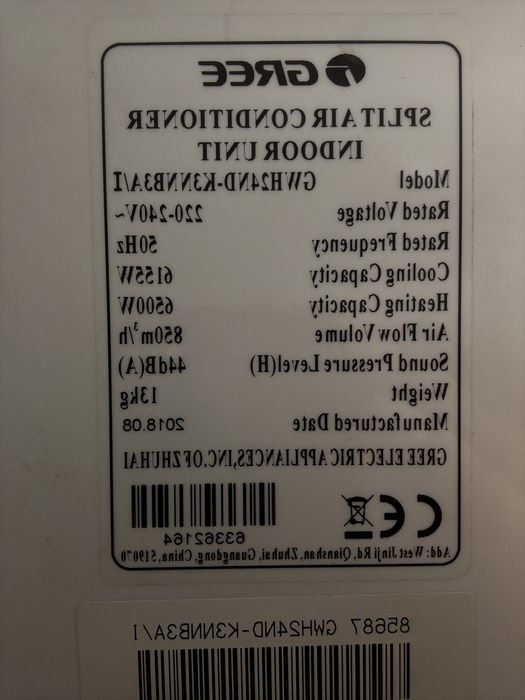 GREE
SPLIT AIR CONDITIONER
INDOOR UNIT
Model GWH24ND-K3NNB3A/I
Rated Voltage 220-240V~
Rated Frequency 50Hz
Cooling Capacity 6155W
Heating Capacity 6500W
Air Flow Volume 850m³/h
Sound Pressure Level(H) 44dB(A)
Weight 13kg
Manufactured Date 2018.08
GREE ELECTRIC APPLIANCES,INC.OF ZHUHAI
CE
63362164
Add: West Jinji Rd, Qianshan, Zhuhai, Guangdong, China, 519070
85687 GWH24ND-K3NNB3A/I